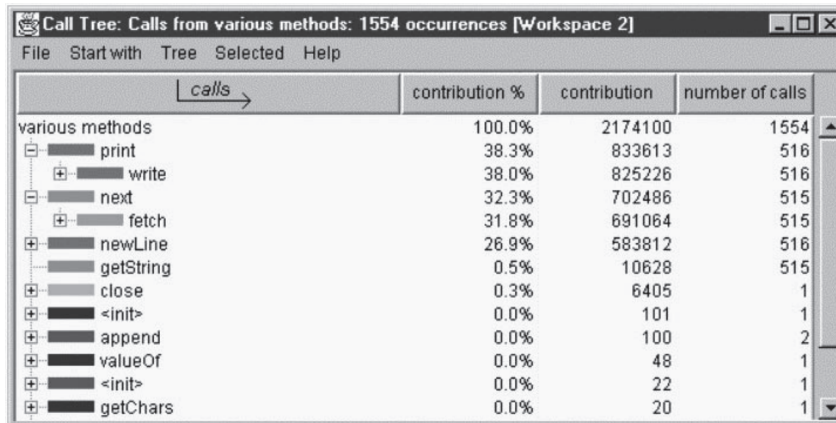 Call Tree: Calls from various methods: 1554 occurrences [Workspace 2]
File Start with Tree Selected Help
calls contribution % contribution number of calls
various methods 100.0% 2174100 1554
print 38.3% 833613 516
write 38.0% 825226 516
next 32.3% 702486 515
fetch 31.8% 691064 515
newLine 26.9% 583812 516
getString 0.5% 10628 515
close 0.3% 6405 1
<init> 0.0% 101 1
append 0.0% 100 2
valueOf 0.0% 48 1
<init> 0.0% 22 1
getChars 0.0% 20 1